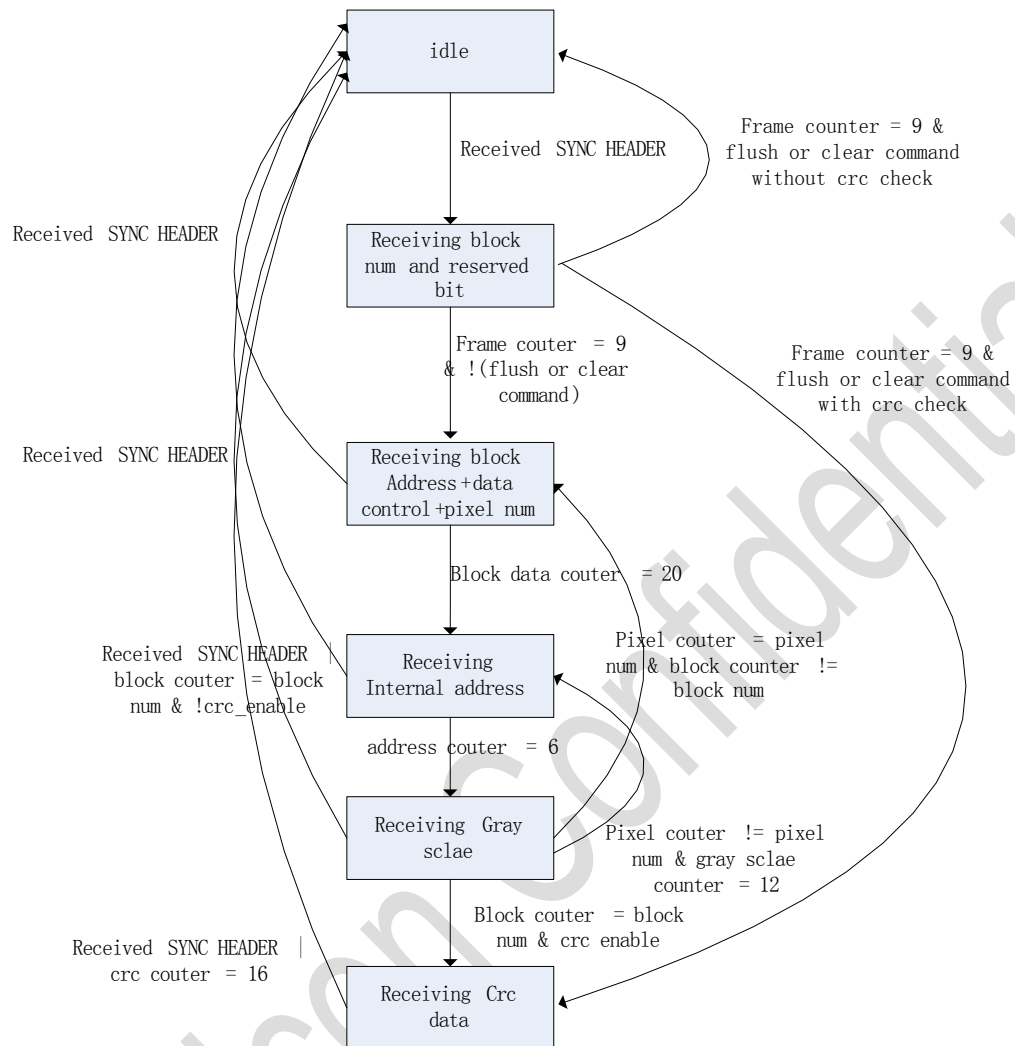 idle
Received SYNC HEADER
Frame counter = 9 &
flush or clear command
without crc check
Received SYNC HEADER
Receiving block
num and reserved
bit
Frame couter = 9
& !(flush or clear
command)
Frame counter = 9 &
flush or clear command
with crc check
Received SYNC HEADER
Receiving block
Address+data
control+pixel num
Block data couter = 20
Received SYNC HEADER |
block couter = block
num & !crc_enable
Receiving
Internal address
Pixel couter = pixel
num & block counter !=
block num
address couter = 6
Receiving Gray
sclae
Pixel couter != pixel
num & gray sclae
counter = 12
Block couter = block
num & crc enable
Received SYNC HEADER |
crc couter = 16
Receiving Crc
data
Confidential